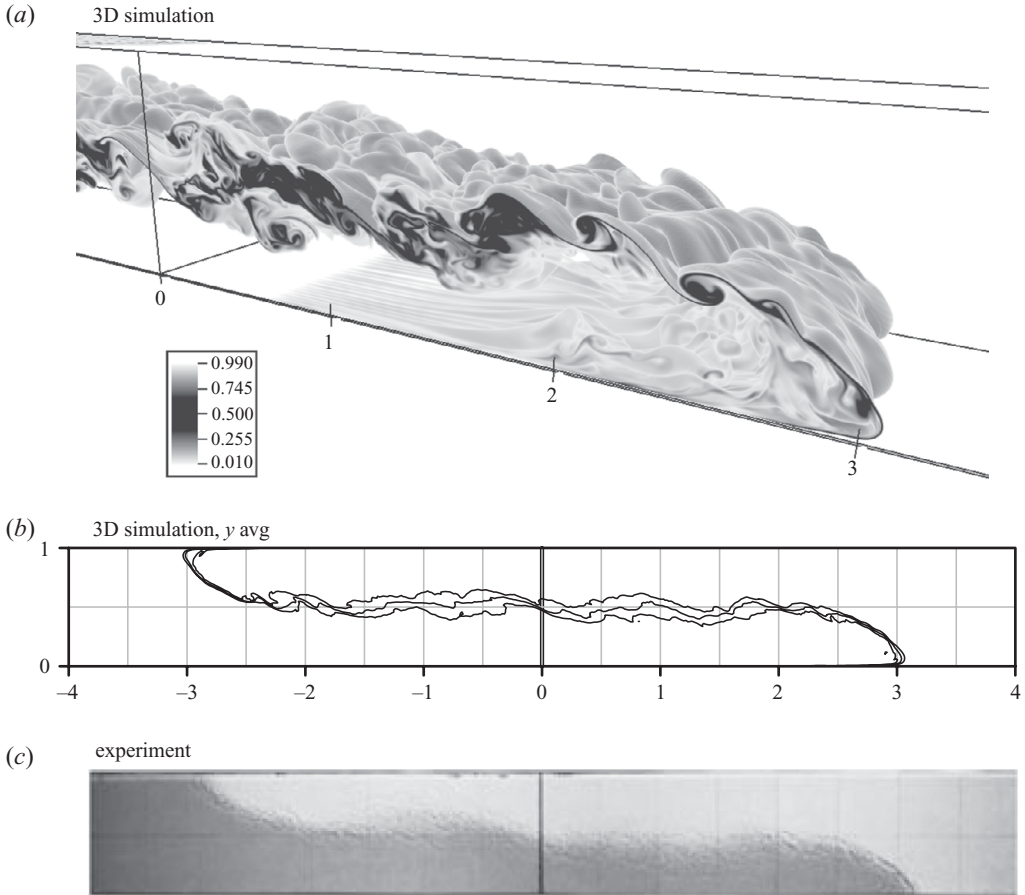 (a) 3D simulation
0
1
2
3
0.990
0.745
0.500
0.255
0.010
(b) 3D simulation, y avg
1
0
–4 –3 –2 –1 0 1 2 3 4
(c) experiment